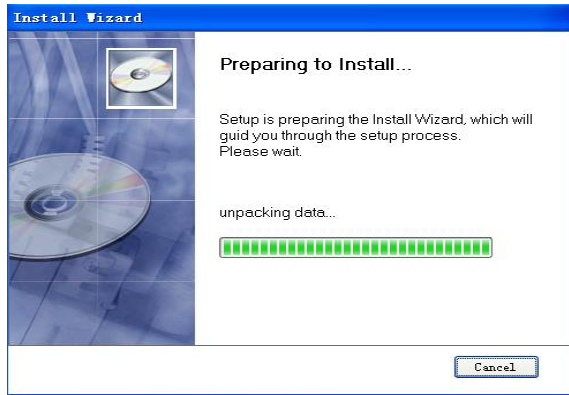 Install Wizard
Preparing to Install...
Setup is preparing the Install Wizard, which will
guid you through the setup process.
Please wait.
unpacking data...
Cancel